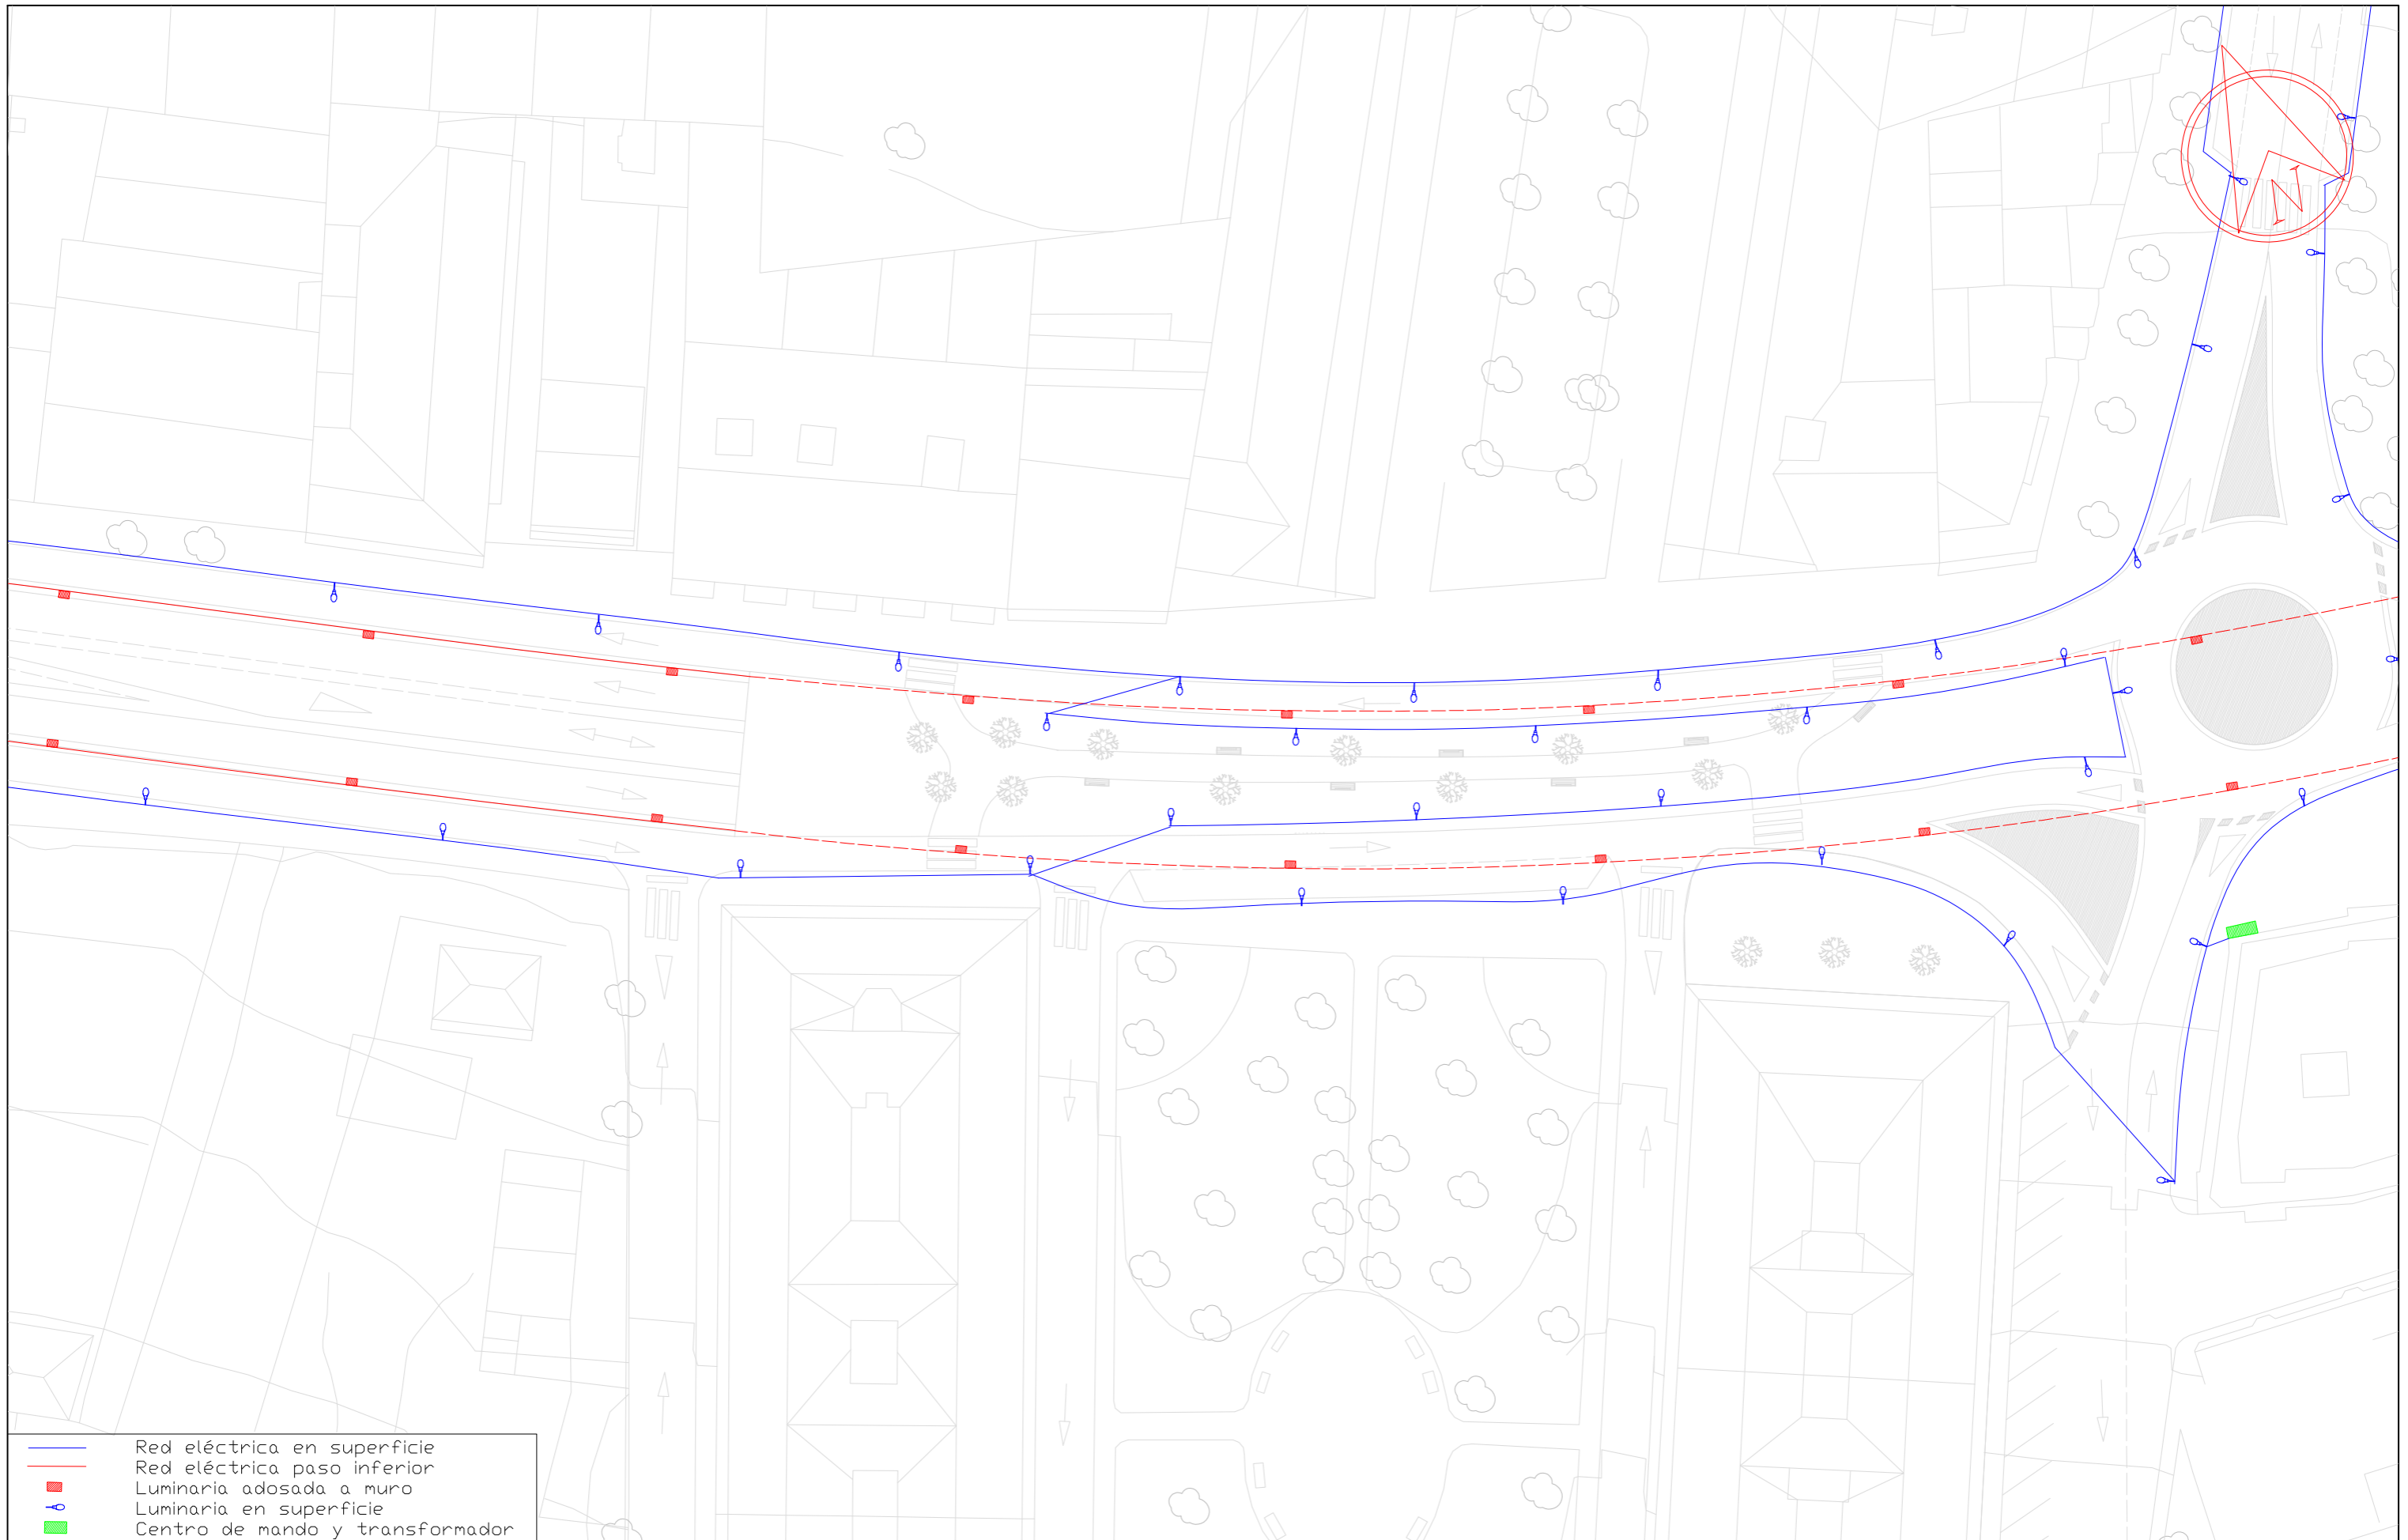 N
Red eléctrica en superficie
Red eléctrica paso inferior
Luminaria adosada a muro
Luminaria en superficie
Centro de mando y transformador